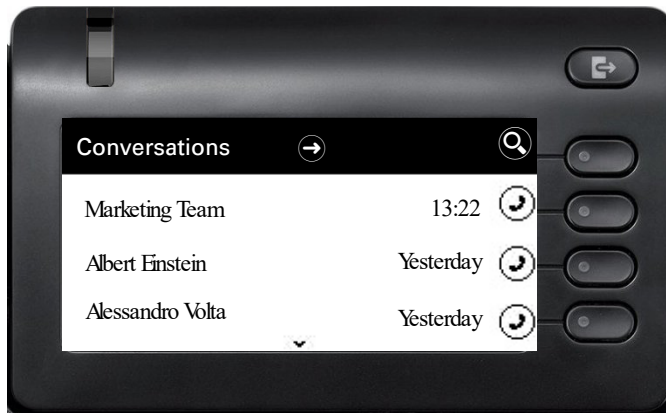 Conversations
Marketing Team 13:22
Albert Einstein Yesterday
Alessandro Volta Yesterday